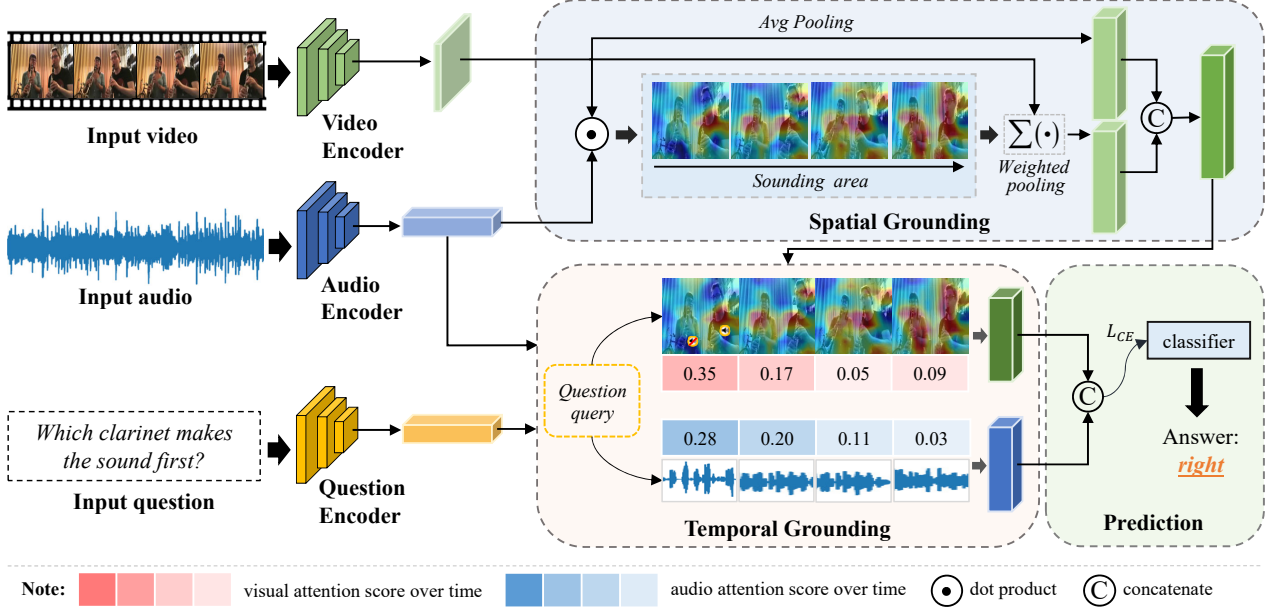 Input video
Video
Encoder
Avg Pooling
Sounding area
∑(·)
Weighted
pooling
C
Spatial Grounding
Input audio
Audio
Encoder
Which clarinet makes
the sound first?
Input question
Question
Encoder
Question
query
0.35 0.17 0.05 0.09
0.28 0.20 0.11 0.03
Temporal Grounding
C
L_CE
classifier
Answer:
right
Prediction
Note: visual attention score over time audio attention score over time dot product C concatenate